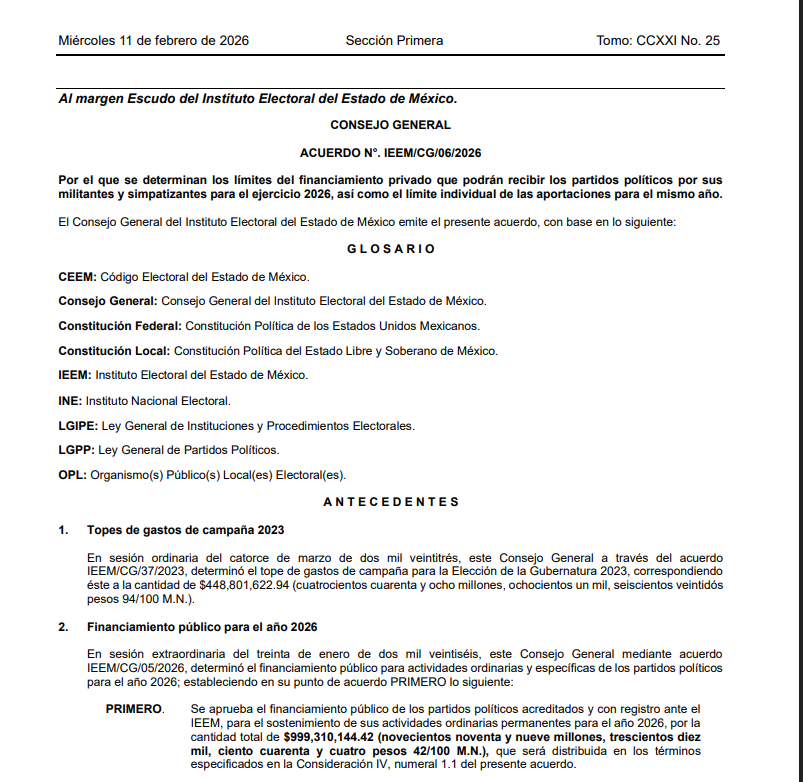 Miércoles 11 de febrero de 2026 Sección Primera Tomo: CCXXI No. 25
Al margen Escudo del Instituto Electoral del Estado de México.
CONSEJO GENERAL
ACUERDO N°. IEEM/CG/06/2026
Por el que se determinan los límites del financiamiento privado que podrán recibir los partidos políticos por sus
militantes y simpatizantes para el ejercicio 2026, así como el límite individual de las aportaciones para el mismo año.
El Consejo General del Instituto Electoral del Estado de México emite el presente acuerdo, con base en lo siguiente:
G L O S A R I O
CEEM: Código Electoral del Estado de México.
Consejo General: Consejo General del Instituto Electoral del Estado de México.
Constitución Federal: Constitución Política de los Estados Unidos Mexicanos.
Constitución Local: Constitución Política del Estado Libre y Soberano de México.
IEEM: Instituto Electoral del Estado de México.
INE: Instituto Nacional Electoral.
LGIPE: Ley General de Instituciones y Procedimientos Electorales.
LGPP: Ley General de Partidos Políticos.
OPL: Organismo(s) Público(s) Local(es) Electoral(es).
A N T E C E D E N T E S
1. Topes de gastos de campaña 2023
En sesión ordinaria del catorce de marzo de dos mil veintitrés, este Consejo General a través del acuerdo
IEEM/CG/37/2023, determinó el tope de gastos de campaña para la Elección de la Gubernatura 2023, correspondiendo
éste a la cantidad de $448,801,622.94 (cuatrocientos cuarenta y ocho millones, ochocientos un mil, seiscientos veintidós
pesos 94/100 M.N.).
2. Financiamiento público para el año 2026
En sesión extraordinaria del treinta de enero de dos mil veintiséis, este Consejo General mediante acuerdo
IEEM/CG/05/2026, determinó el financiamiento público para actividades ordinarias y específicas de los partidos políticos
para el año 2026; estableciendo en su punto de acuerdo PRIMERO lo siguiente:
PRIMERO. Se aprueba el financiamiento público de los partidos políticos acreditados y con registro ante el
IEEM, para el sostenimiento de sus actividades ordinarias permanentes para el año 2026, por la
cantidad total de $999,310,144.42 (novecientos noventa y nueve millones, trescientos diez
mil, ciento cuarenta y cuatro pesos 42/100 M.N.), que será distribuida en los términos
especificados en la Consideración IV, numeral 1.1 del presente acuerdo.